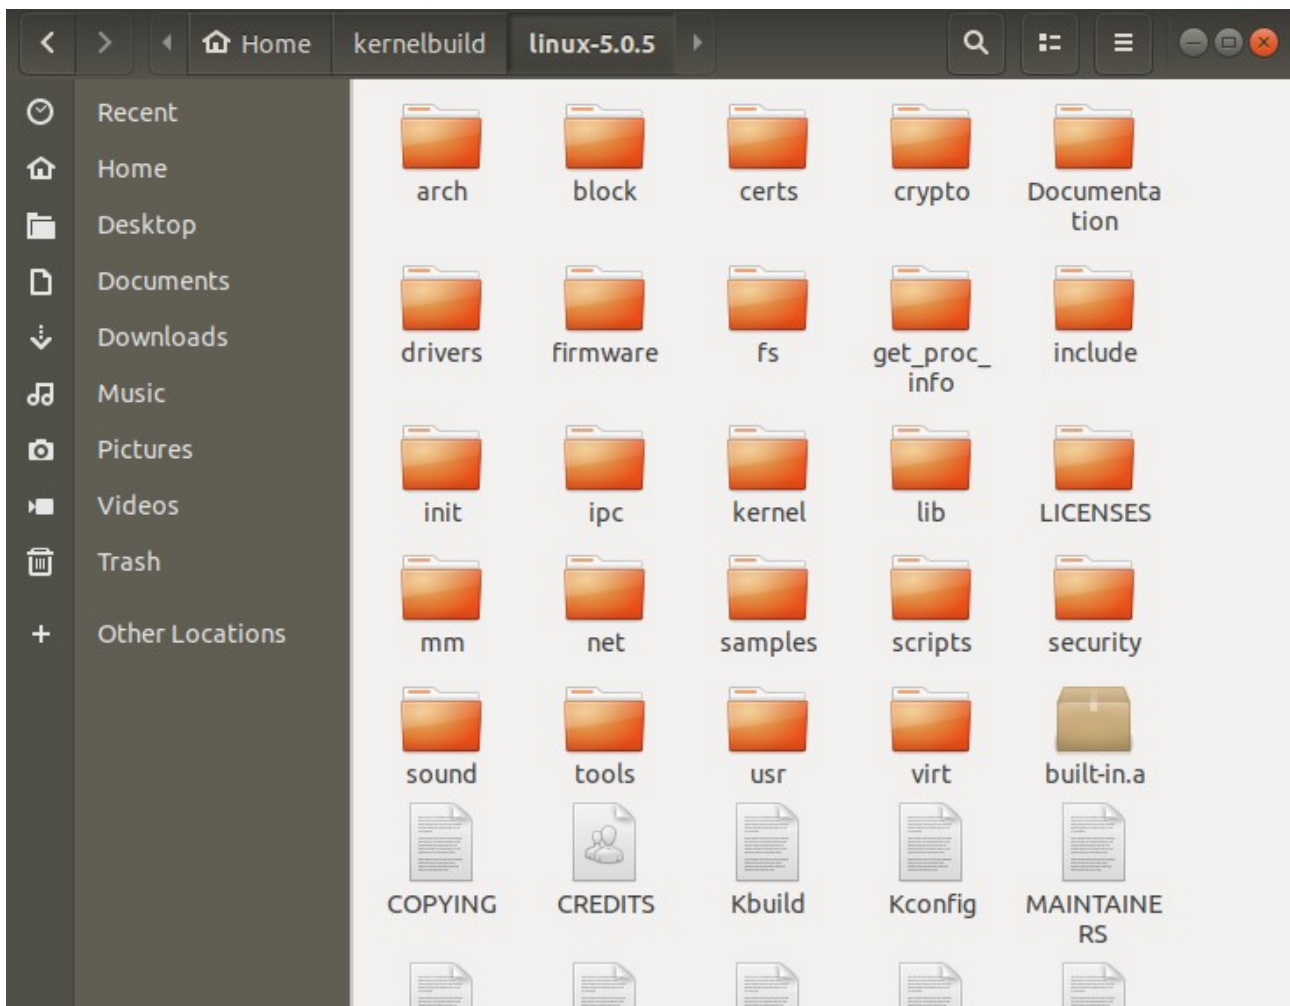 Home kernelbuild linux-5.0.5
Recent
Home
Desktop
Documents
Downloads
Music
Pictures
Videos
Trash
Other Locations
arch block certs crypto Documenta
tion
drivers firmware fs get_proc_ include
info
init ipc kernel lib LICENSES
mm net samples scripts security
sound tools usr virt built-in.a
COPYING CREDITS Kbuild Kconfig MAINTAINE
RS